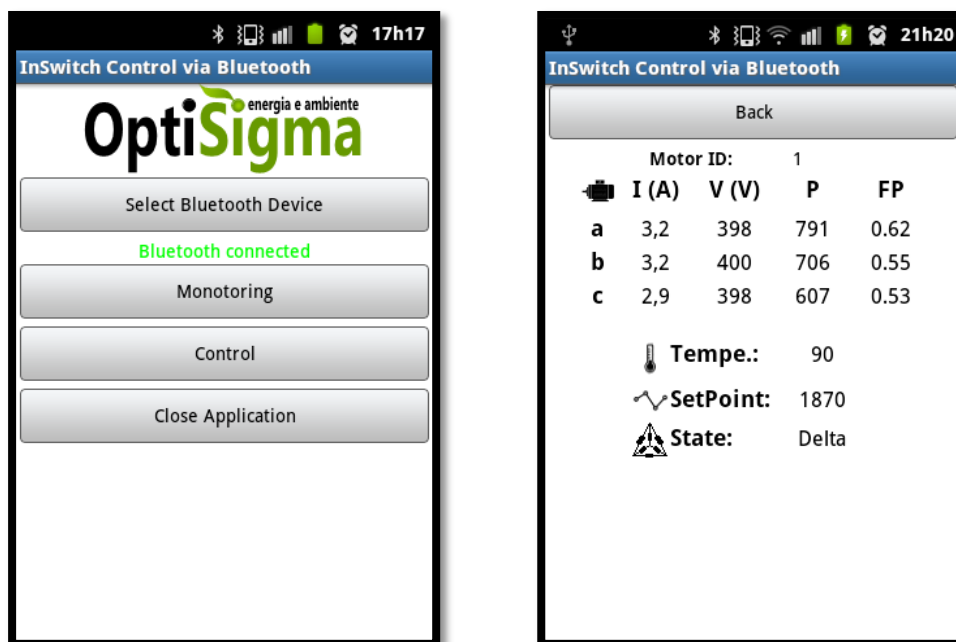 17h17
InSwitch Control via Bluetooth
energia e ambiente
OptiSigma
Select Bluetooth Device
Bluetooth connected
Monotoring
Control
Close Application
21h20
InSwitch Control via Bluetooth
Back
Motor ID: 1
I (A) V (V) P FP
a 3,2 398 791 0.62
b 3,2 400 706 0.55
c 2,9 398 607 0.53
Tempe.: 90
SetPoint: 1870
State: Delta